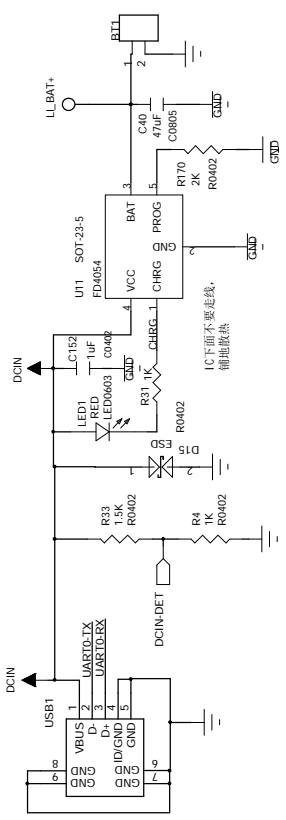 DCIN
USB1
VBUS
D-
D+
ID/GND
GND
1
2
3
4
5
UART0-TX
UART0-RX
8
9
GND
GND
GND
GND
6
7
DCIN-DET
R33
1.5K
R0402
R4
1K
R0402
1
ESD
D15
2
DCIN
LED1
RED
LED0603
R31
1K
R0402
CHRG
C152
1uF
C0402
GND
U11
SOT-23-5
FD4054
4
VCC
BAT
3
1
CHRG
PROG
5
GND
2
GND
IC下面不要走线，
铺地散热
LI_BAT+
BT1
1
2
C40
47uF
C0805
GND
R170
2K
R0402
GND